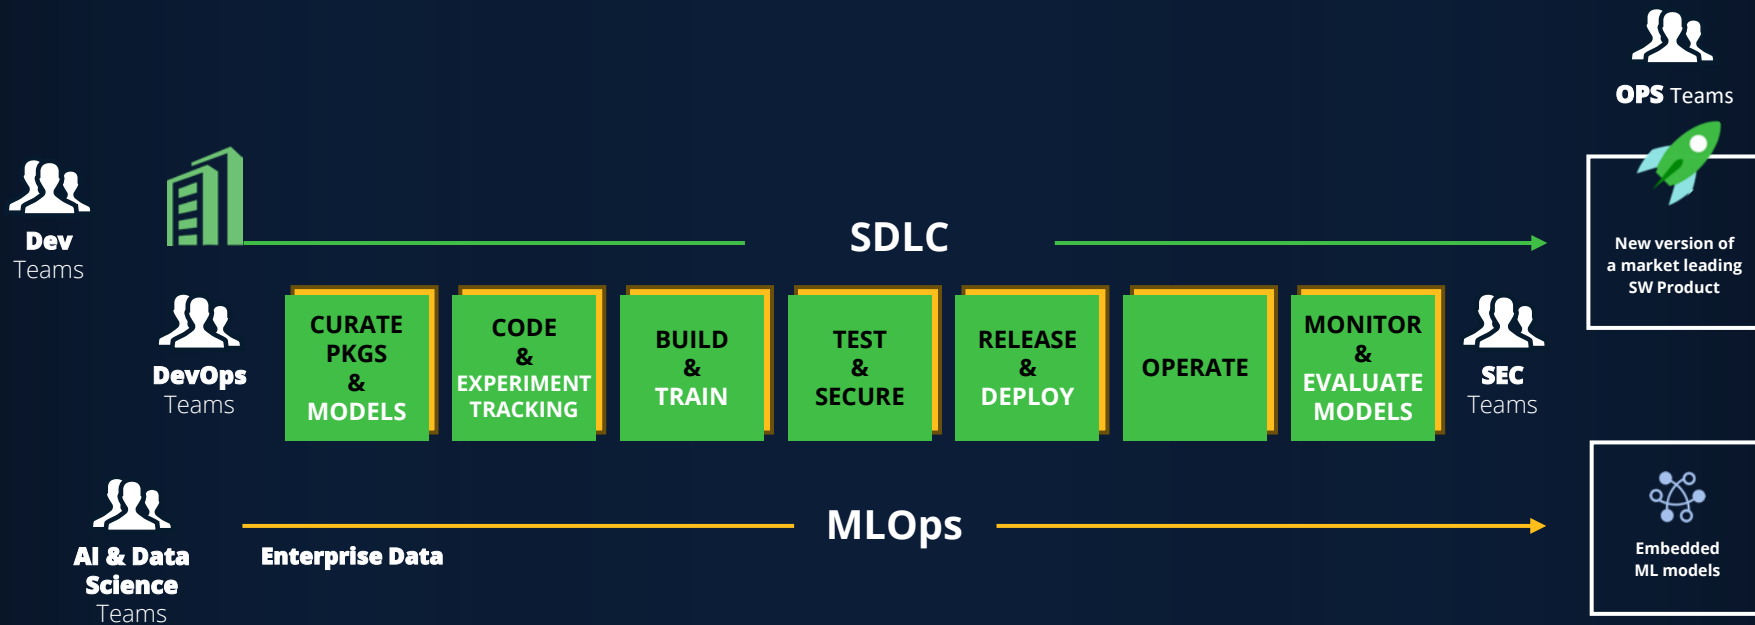 OPS Teams
Dev
Teams
SDLC
New version of
a market leading
SW Product
DevOps
Teams
CURATE
PKGS
&
MODELS
CODE
&
EXPERIMENT
TRACKING
BUILD
&
TRAIN
TEST
&
SECURE
RELEASE
&
DEPLOY
OPERATE
MONITOR
&
EVALUATE
MODELS
SEC
Teams
AI & Data
Science
Teams
Enterprise Data
MLOps
Embedded
ML models